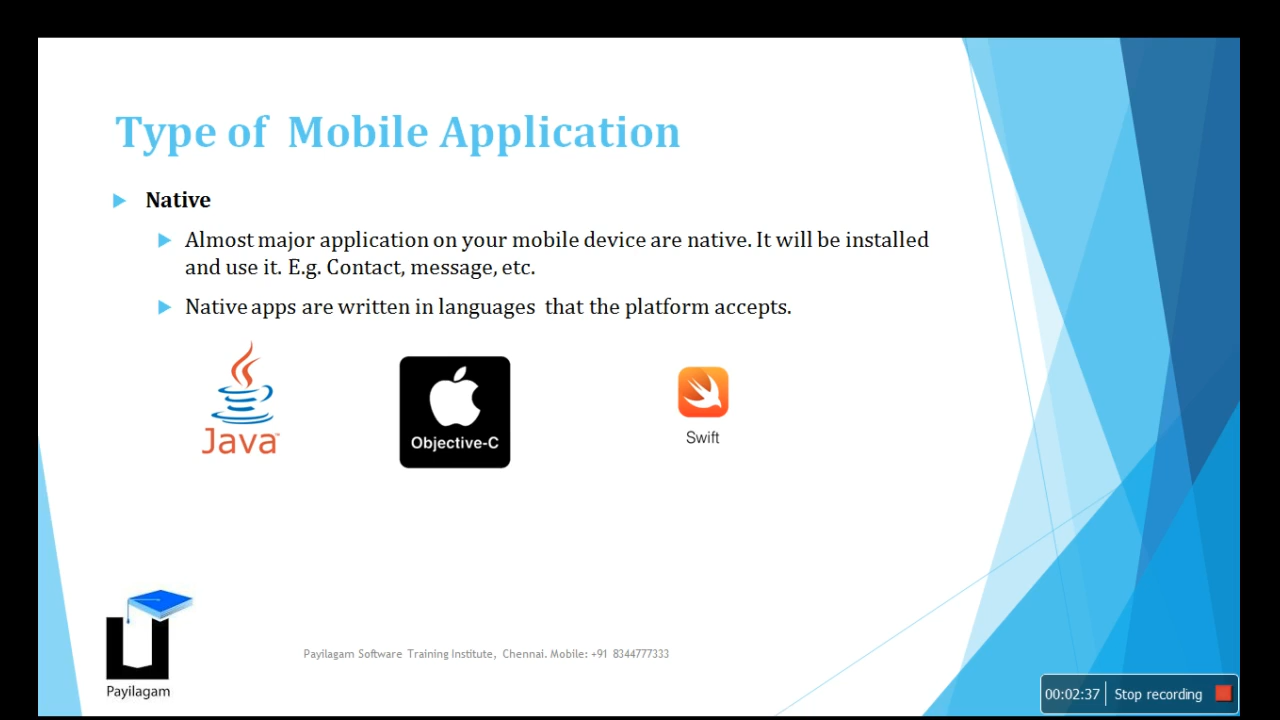 Type of Mobile Application
Native
Almost major application on your mobile device are native. It will be installed
and use it. E.g. Contact, message, etc.
Native apps are written in languages that the platform accepts.
Java™
Objective-C
Swift
Payilagam
Payilagam Software Training Institute, Chennai. Mobile: +91 8344777333
00:02:37 Stop recording